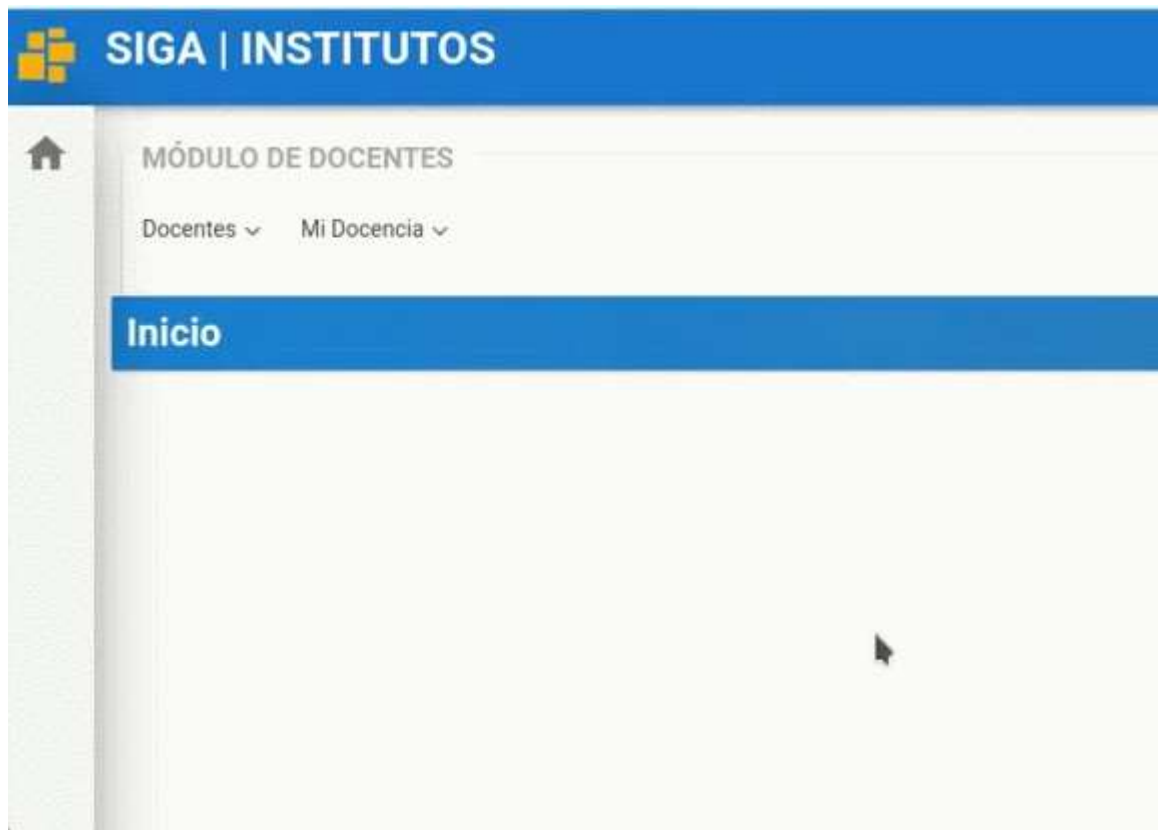 SIGA | INSTITUTOS
MÓDULO DE DOCENTES
Docentes Mi Docencia
Inicio